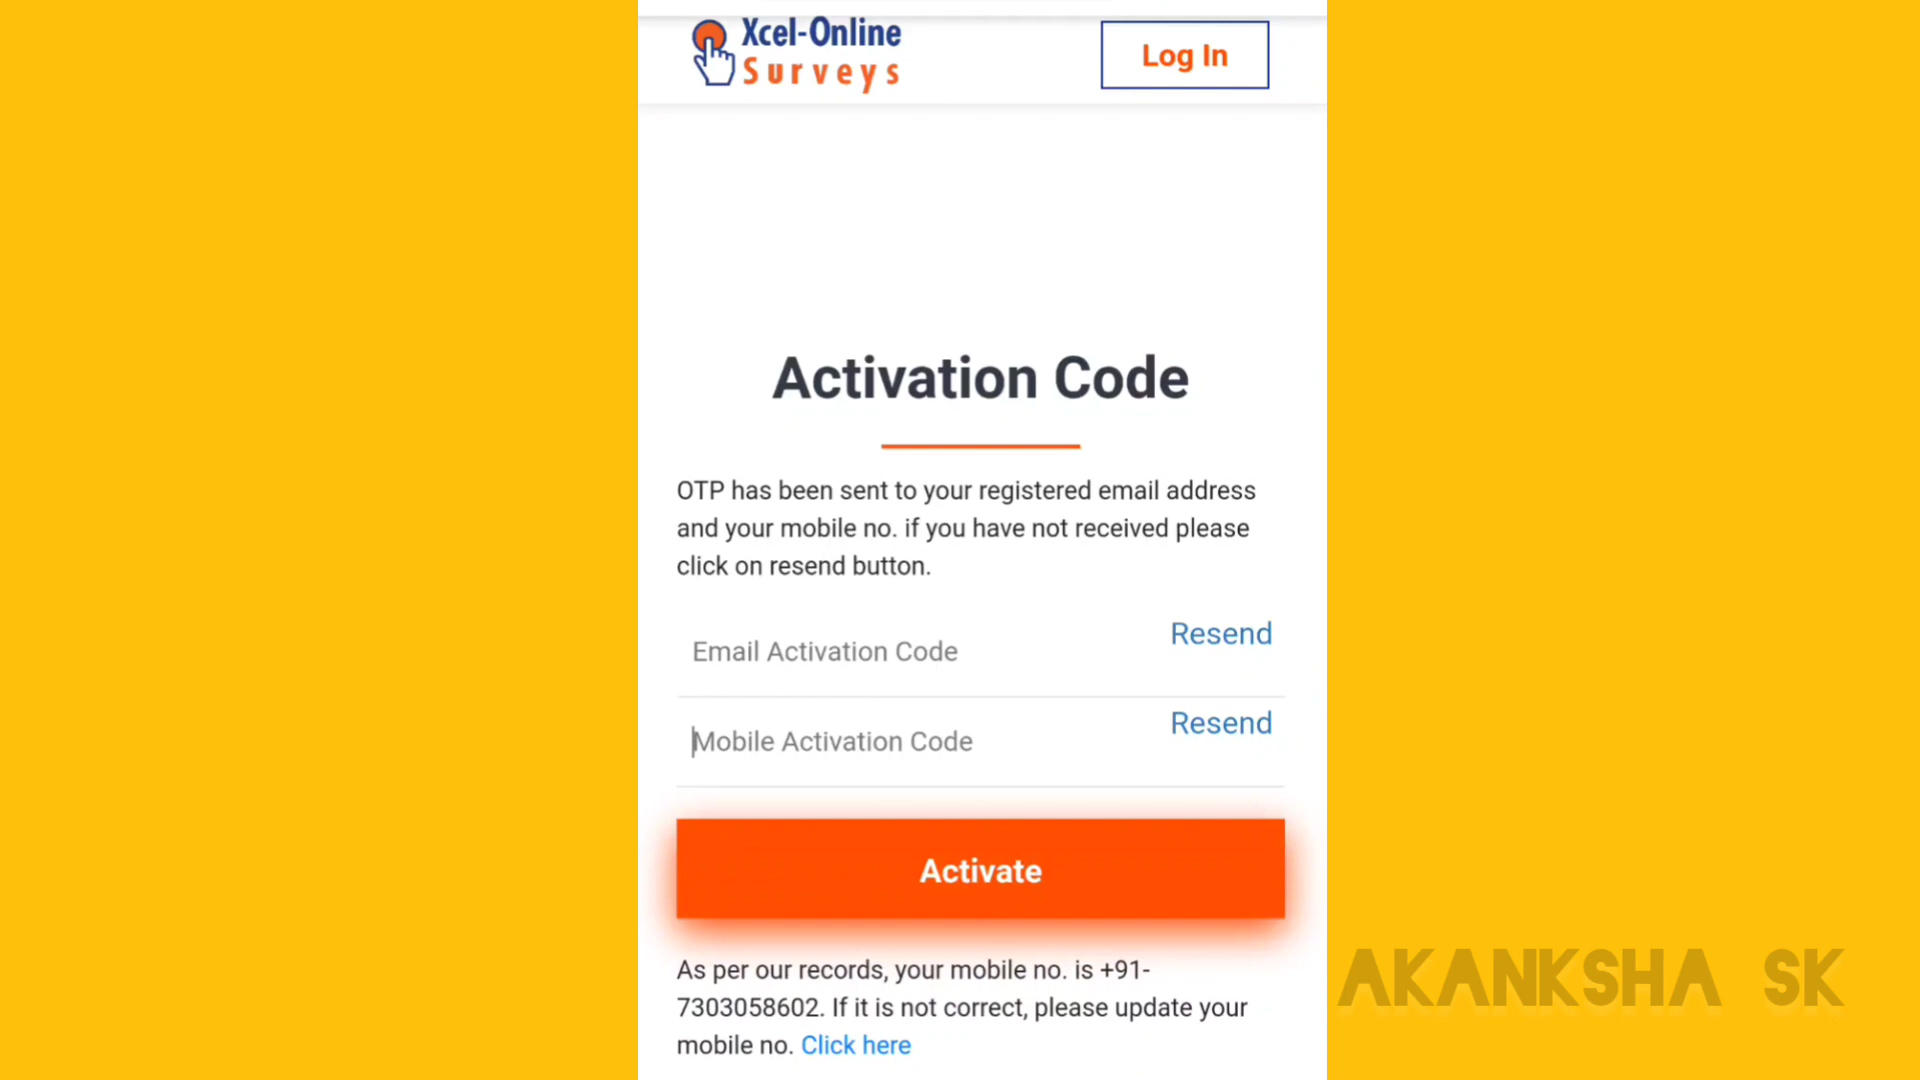 Xcel-Online
Surveys
Log In
Activation Code
OTP has been sent to your registered email address
and your mobile no. if you have not received please
click on resend button.
Email Activation Code
Resend
Mobile Activation Code
Resend
Activate
As per our records, your mobile no. is +91-
7303058602. If it is not correct, please update your
mobile no. Click here
AKANKSHA SK